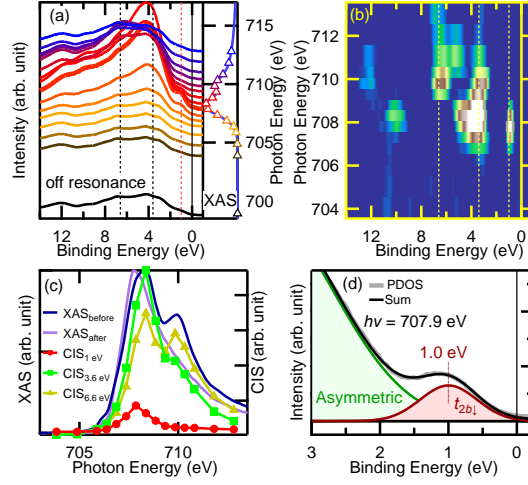 (a)
Intensity (arb. unit)
off resonance
XAS
12 8 4 0
Binding Energy (eV)
715
710
705
700
Photon Energy (eV)
(b)
Photon Energy (eV)
712
710
708
706
704
12 8 4 0
Binding Energy (eV)
(c)
XAS (arb. unit)
XASbefore
XASafter
CIS1 eV
CIS3.6 eV
CIS6.6 eV
CIS (arb. unit)
705 710
Photon Energy (eV)
(d)
PDOS
Sum
hν = 707.9 eV
1.0 eV
Asymmetric
t2b↓
Intensity (arb. unit)
3 2 1 0
Binding Energy (eV)